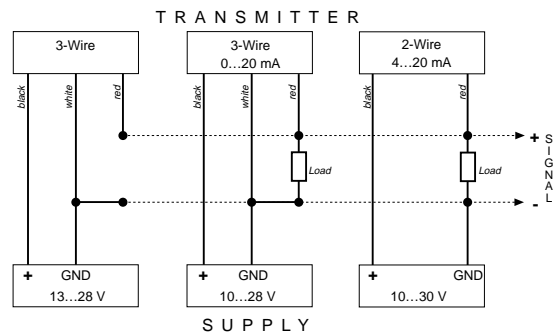 TRANSMITTER
3-Wire
3-Wire
0...20 mA
2-Wire
4...20 mA
black
white
red
black
white
red
black
red
+
SIGNAL
-
Load
Load
+ GND
13...28 V
+ GND
10...28 V
+ GND
10...30 V
SUPPLY